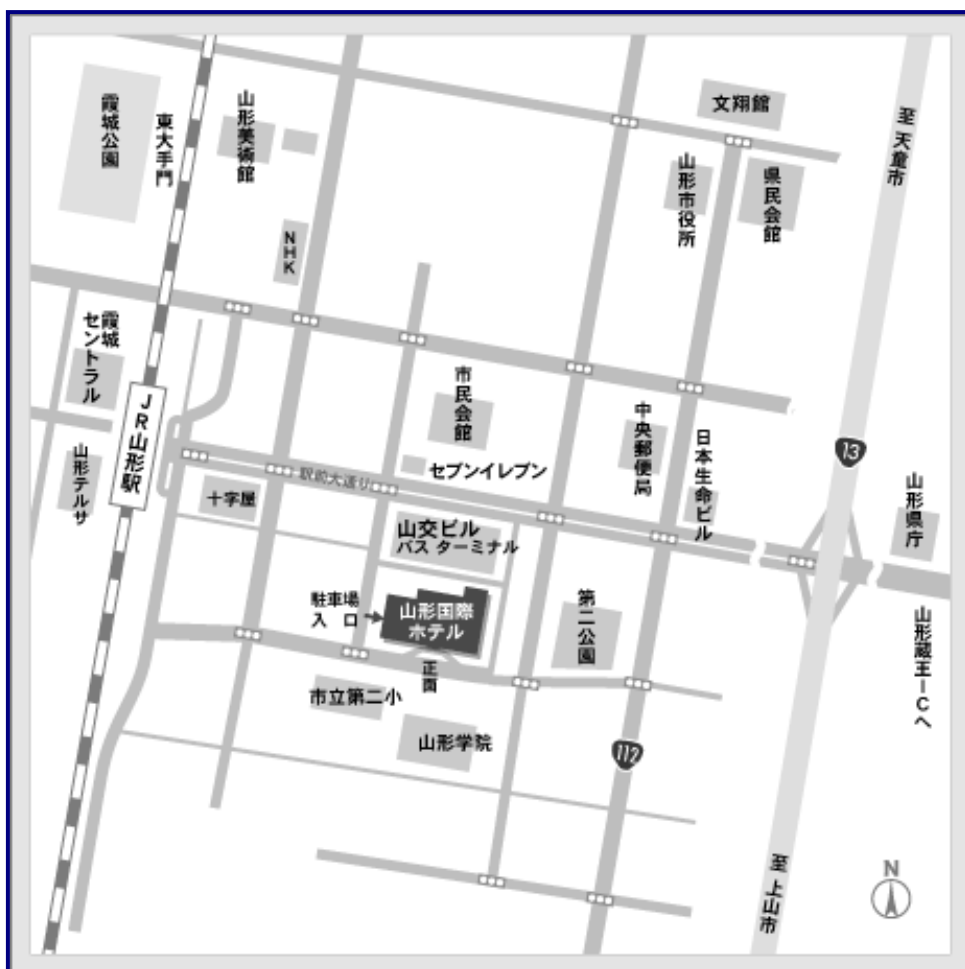 文翔館
霞城公園
東大手門
山形美術館
至 天童市
山形市役所
県民会館
NHK
霞城
セントラル
市民会館
JR山形駅
中央郵便局
日本生命ビル
13
山形テルサ
駅前大通り
セブンイレブン
十字屋
山形県庁
山交ビル
バス ターミナル
駐車場
入口
山形国際
ホテル
第二公園
山形蔵王ICへ
正面
市立第二小
山形学院
112
至 上山市
N